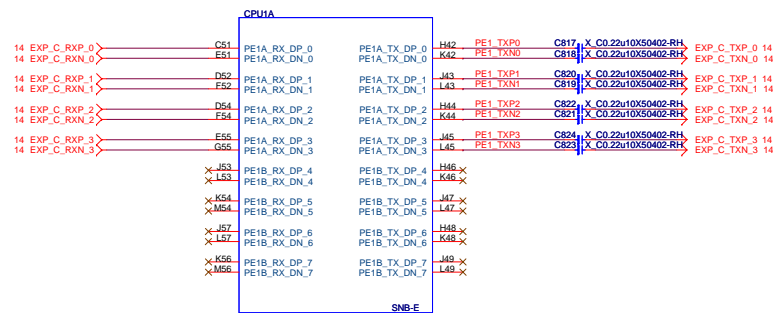 CPU1A
14 EXP_C_RXP_0 C51 PE1A_RX_DP_0 PE1A_TX_DP_0 H42 PE1_TXP0 C817 X_C0.22u10X50402-RH EXP_C_TXP_0 14
14 EXP_C_RXN_0 E51 PE1A_RX_DN_0 PE1A_TX_DN_0 K42 PE1_TXN0 C818 X_C0.22u10X50402-RH EXP_C_TXN_0 14
14 EXP_C_RXP_1 D52 PE1A_RX_DP_1 PE1A_TX_DP_1 J43 PE1_TXP1 C820 X_C0.22u10X50402-RH EXP_C_TXP_1 14
14 EXP_C_RXN_1 F52 PE1A_RX_DN_1 PE1A_TX_DN_1 L43 PE1_TXN1 C819 X_C0.22u10X50402-RH EXP_C_TXN_1 14
14 EXP_C_RXP_2 D54 PE1A_RX_DP_2 PE1A_TX_DP_2 H44 PE1_TXP2 C822 X_C0.22u10X50402-RH EXP_C_TXP_2 14
14 EXP_C_RXN_2 F54 PE1A_RX_DN_2 PE1A_TX_DN_2 K44 PE1_TXN2 C821 X_C0.22u10X50402-RH EXP_C_TXN_2 14
14 EXP_C_RXP_3 E55 PE1A_RX_DP_3 PE1A_TX_DP_3 J45 PE1_TXP3 C824 X_C0.22u10X50402-RH EXP_C_TXP_3 14
14 EXP_C_RXN_3 G55 PE1A_RX_DN_3 PE1A_TX_DN_3 L45 PE1_TXN3 C823 X_C0.22u10X50402-RH EXP_C_TXN_3 14
J53 PE1B_RX_DP_4 PE1B_TX_DP_4 H46
L53 PE1B_RX_DN_4 PE1B_TX_DN_4 K46
K54 PE1B_RX_DP_5 PE1B_TX_DP_5 J47
M54 PE1B_RX_DN_5 PE1B_TX_DN_5 L47
J57 PE1B_RX_DP_6 PE1B_TX_DP_6 H48
L57 PE1B_RX_DN_6 PE1B_TX_DN_6 K48
K56 PE1B_RX_DP_7 PE1B_TX_DP_7 J49
M56 PE1B_RX_DN_7 PE1B_TX_DN_7 L49
SNB-E